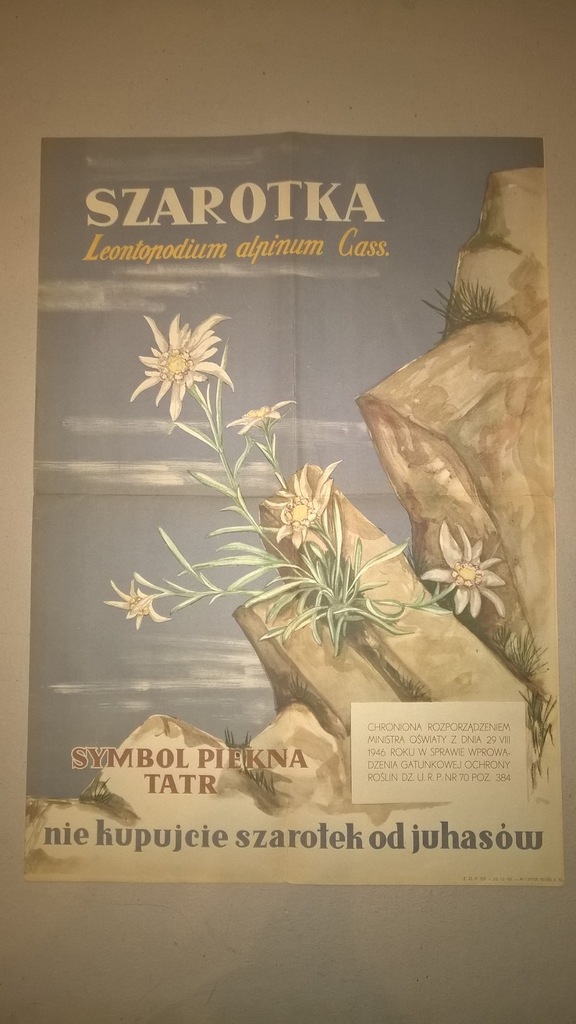 SZAROTKA
Leontopodium alpinum Cass.
CHRONIONA ROZPORZĄDZENIEM
MINISTRA OŚWIATY Z DNIA 29 VIII
1946 ROKU W SPRAWIE WPROWA-
DZENIA GATUNKOWEJ OCHRONY
ROŚLIN DZ. U. R. P. NR 70 POZ. 384
SYMBOL PIĘKNA
TATR
nie kupujcie szarotek od juhasów